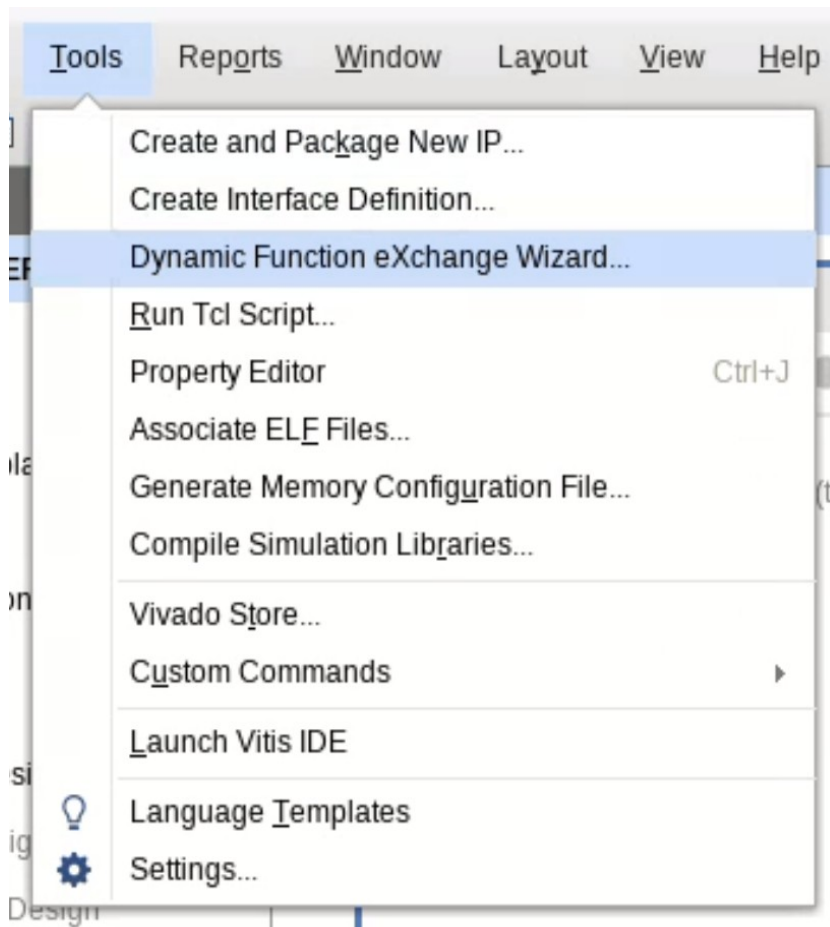 Tools Reports Window Layout View Help
Create and Package New IP...
Create Interface Definition...
Dynamic Function eXchange Wizard...
Run Tcl Script...
Property Editor Ctrl+J
Associate ELF Files...
Generate Memory Configuration File...
Compile Simulation Libraries...
Vivado Store...
Custom Commands
Launch Vitis IDE
Language Templates
Settings...
Design